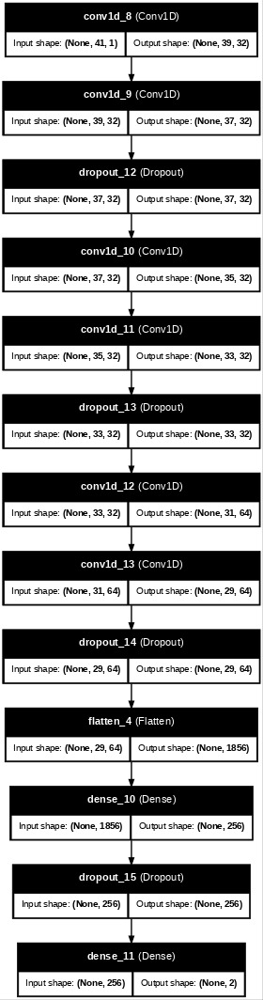 conv1d_8 (Conv1D)
Input shape: (None, 41, 1) Output shape: (None, 39, 32)
conv1d_9 (Conv1D)
Input shape: (None, 39, 32) Output shape: (None, 37, 32)
dropout_12 (Dropout)
Input shape: (None, 37, 32) Output shape: (None, 37, 32)
conv1d_10 (Conv1D)
Input shape: (None, 37, 32) Output shape: (None, 35, 32)
conv1d_11 (Conv1D)
Input shape: (None, 35, 32) Output shape: (None, 33, 32)
dropout_13 (Dropout)
Input shape: (None, 33, 32) Output shape: (None, 33, 32)
conv1d_12 (Conv1D)
Input shape: (None, 33, 32) Output shape: (None, 31, 64)
conv1d_13 (Conv1D)
Input shape: (None, 31, 64) Output shape: (None, 29, 64)
dropout_14 (Dropout)
Input shape: (None, 29, 64) Output shape: (None, 29, 64)
flatten_4 (Flatten)
Input shape: (None, 29, 64) Output shape: (None, 1856)
dense_10 (Dense)
Input shape: (None, 1856) Output shape: (None, 256)
dropout_15 (Dropout)
Input shape: (None, 256) Output shape: (None, 256)
dense_11 (Dense)
Input shape: (None, 256) Output shape: (None, 2)